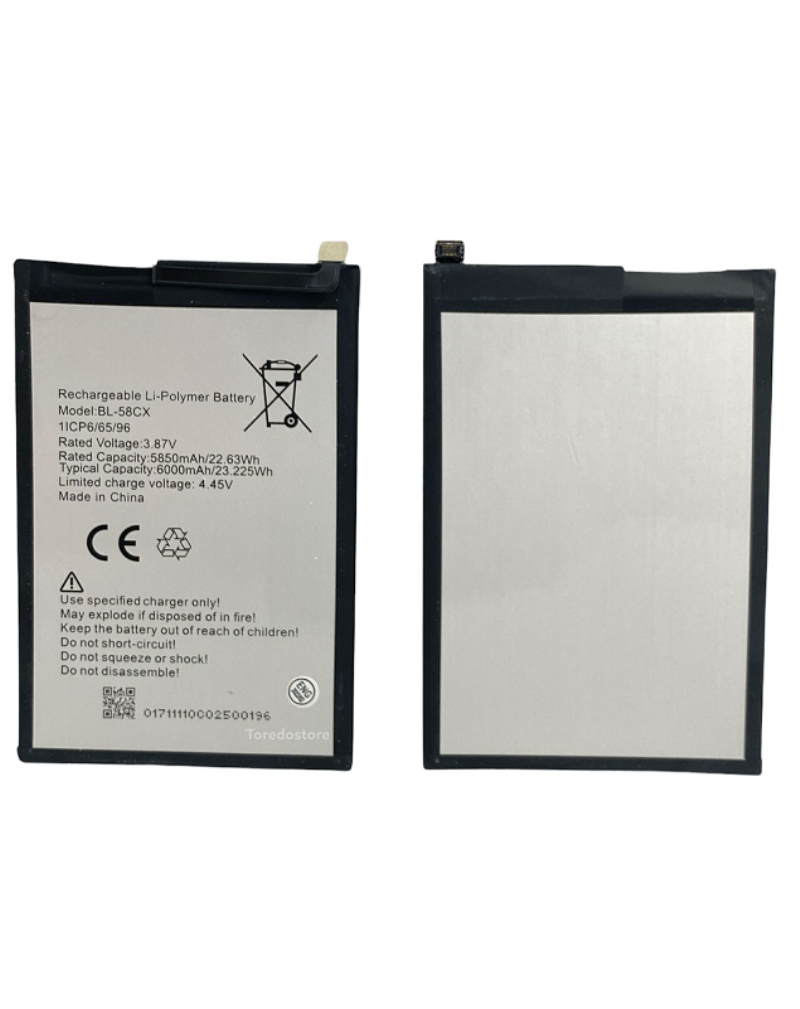 Rechargeable Li-Polymer Battery
Model:BL-58CX
1ICP6/65/96
Rated Voltage:3.87V
Rated Capacity:5850mAh/22.63Wh
Typical Capacity:6000mAh/23.225Wh
Limited charge voltage: 4.45V
Made in China
CE
Use specified charger only!
May explode if disposed of in fire!
Keep the battery out of reach of children!
Do not short-circuit!
Do not squeeze or shock!
Do not disassemble!
ENG
01711110C02500196
Toredostore